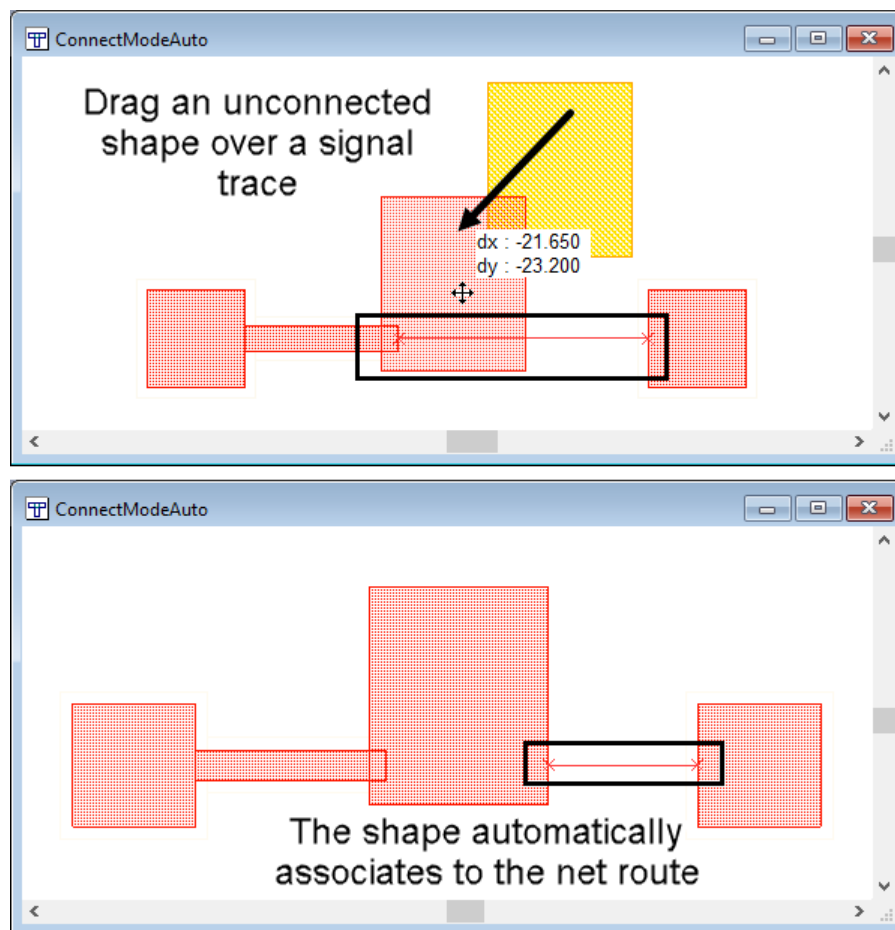 ConnectModeAuto
Drag an unconnected
shape over a signal
trace
dx : -21.650
dy : -23.200
ConnectModeAuto
The shape automatically
associates to the net route